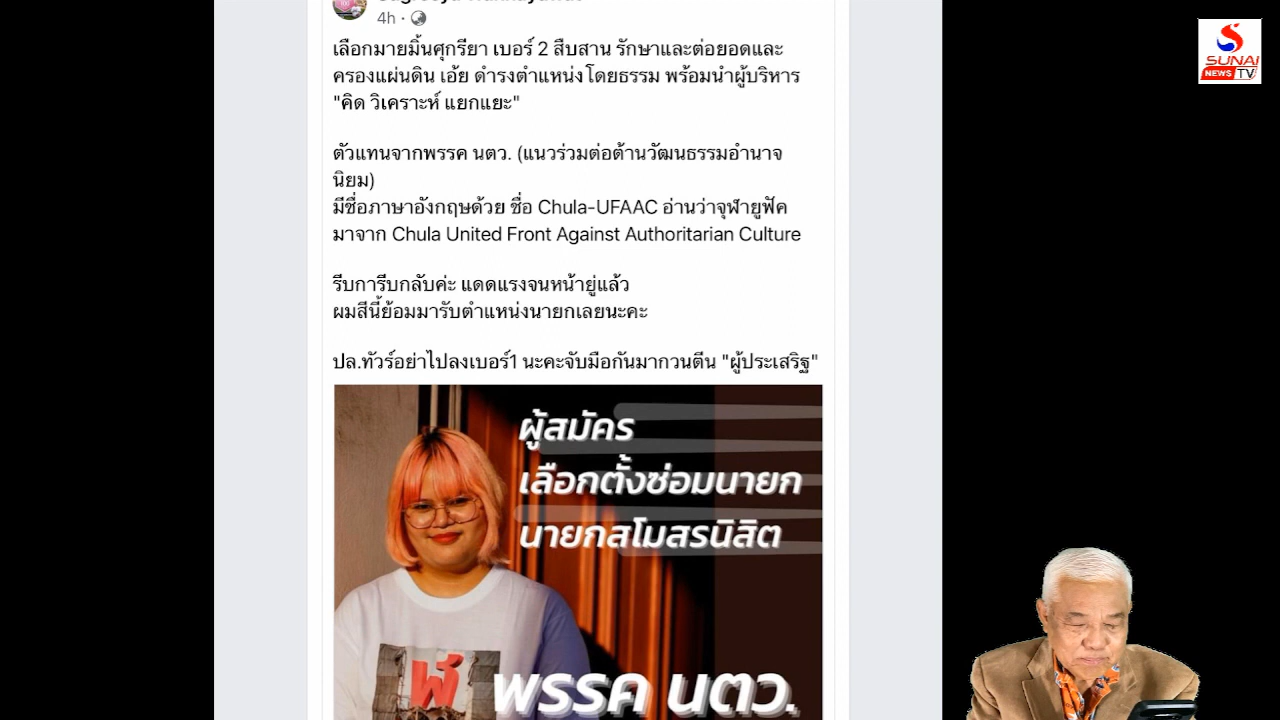 4h
SUNAI
NEWS TV
เลือกมายมิ้นศุกรียา เบอร์ 2 สืบสาน รักษาและต่อยอดและ
ครองแผ่นดิน เอ้ย ดำรงตำแหน่งโดยธรรม พร้อมนำผู้บริหาร
"คิด วิเคราะห์ แยกแยะ"
ตัวแทนจากพรรค นตว. (แนวร่วมต่อต้านวัฒนธรรมอำนาจ
นิยม)
มีชื่อภาษาอังกฤษด้วย ชื่อ Chula-UFAAC อ่านว่าจุฬายูฟัค
มาจาก Chula United Front Against Authoritarian Culture
รีบการีบกลับค่ะ แดดแรงจนหน้ายู่แล้ว
ผมสีนี้ย้อมมารับตำแหน่งนายกเลยนะคะ
ปล.ทัวร์อย่าไปลงเบอร์1 นะคะจับมือกันมากวนตีน "ผู้ประเสริฐ"
ผู้สมัคร
เลือกตั้งซ่อมนายก
นายกสโมสรนิสิต
พรรค นตว.